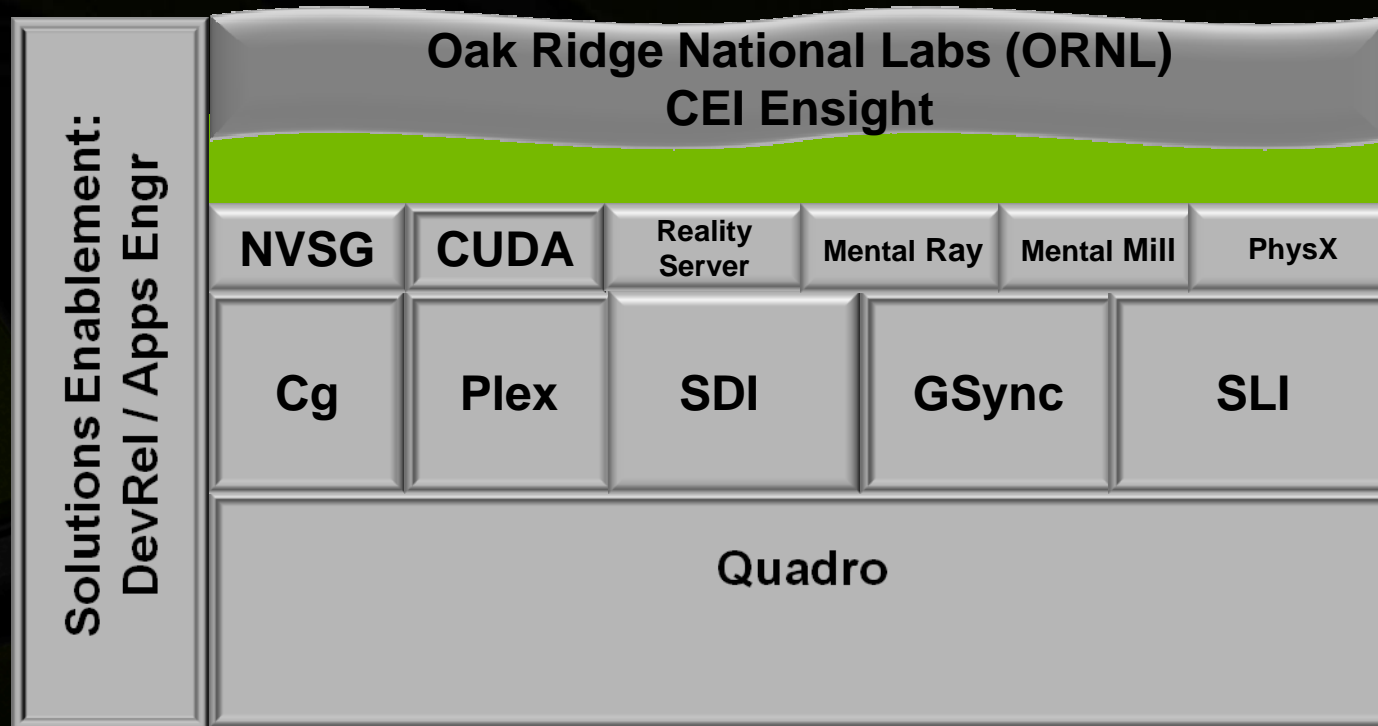 Solutions Enablement:
DevRel / Apps Engr
Oak Ridge National Labs (ORNL)
CEI Ensight
NVSG
CUDA
Reality
Server
Mental Ray
Mental Mill
PhysX
Cg
Plex
SDI
GSync
SLI
Quadro